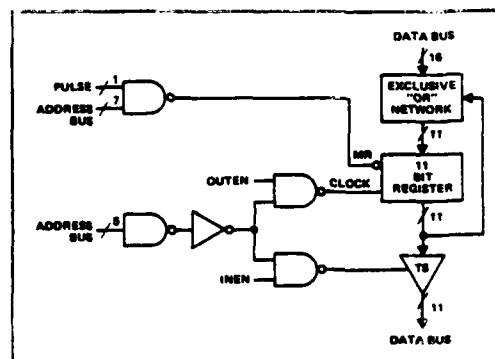 DATA BUS
16
PULSE 1
ADDRESS BUS 7
EXCLUSIVE
"OR"
NETWORK
11
MR
11
BIT
REGISTER
OUTEN
CLOCK
11
ADDRESS BUS
INEN
TS
11
DATA BUS